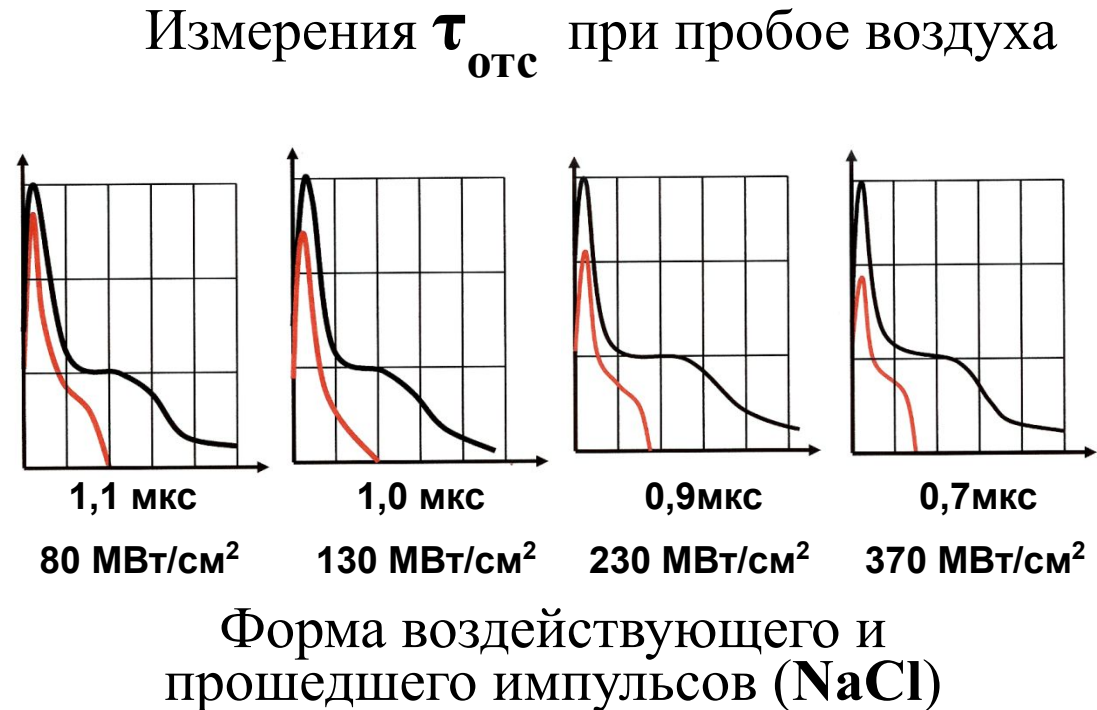 Измерения τотс при пробое воздуха
1,1 мкс 1,0 мкс 0,9мкс 0,7мкс
80 МВт/см² 130 МВт/см² 230 МВт/см² 370 МВт/см²
Форма воздействующего и
прошедшего импульсов (NaCl)